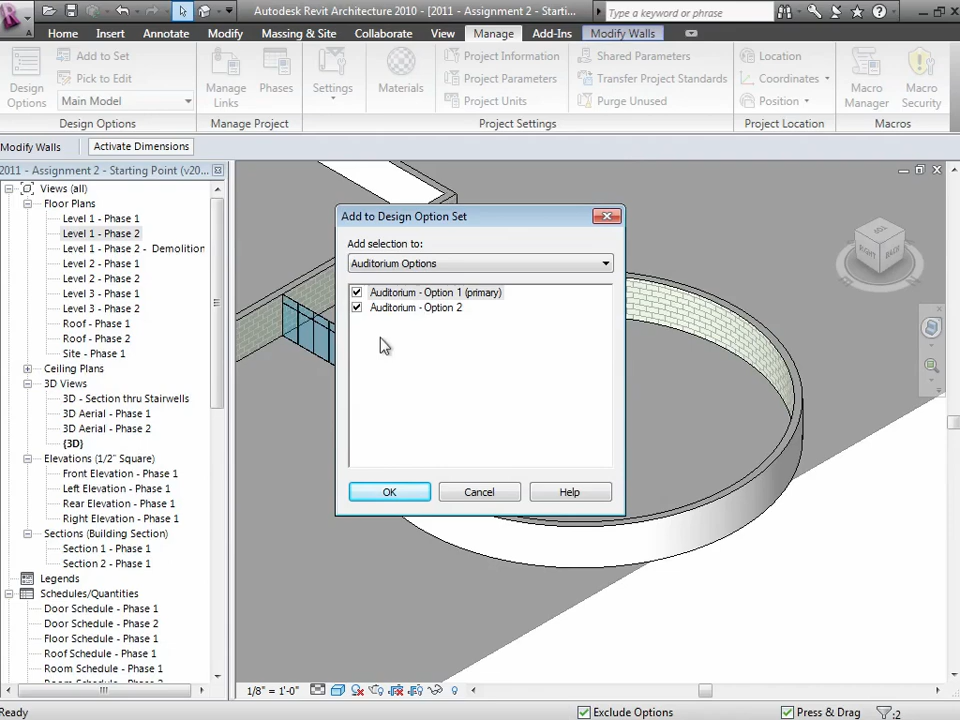 Autodesk Revit Architecture 2010 - [2011 - Assignment 2 - Starti...
Type a keyword or phrase
Home Insert Annotate Modify Massing & Site Collaborate View Manage Add-Ins Modify Walls
Design Options
Add to Set
Pick to Edit
Main Model
Manage Links
Phases
Settings
Materials
Project Information
Project Parameters
Project Units
Shared Parameters
Transfer Project Standards
Purge Unused
Location
Coordinates
Position
Macro Manager
Macro Security
Design Options Manage Project Project Settings Project Location Macros
Modify Walls Activate Dimensions
2011 - Assignment 2 - Starting Point (v20...
Views (all)
Floor Plans
Level 1 - Phase 1
Level 1 - Phase 2
Level 1 - Phase 2 - Demolition
Level 2 - Phase 1
Level 2 - Phase 2
Level 3 - Phase 1
Level 3 - Phase 2
Roof - Phase 1
Roof - Phase 2
Site - Phase 1
Ceiling Plans
3D Views
3D - Section thru Stairwells
3D Aerial - Phase 1
3D Aerial - Phase 2
{3D}
Elevations (1/2" Square)
Front Elevation - Phase 1
Left Elevation - Phase 1
Rear Elevation - Phase 1
Right Elevation - Phase 1
Sections (Building Section)
Section 1 - Phase 1
Section 2 - Phase 1
Legends
Schedules/Quantities
Door Schedule - Phase 1
Door Schedule - Phase 2
Floor Schedule - Phase 1
Roof Schedule - Phase 1
Room Schedule - Phase 1
Add to Design Option Set
Add selection to:
Auditorium Options
Auditorium - Option 1 (primary)
Auditorium - Option 2
OK Cancel Help
RIGHT BACK
1/8" = 1'-0"
Ready
Exclude Options
Press & Drag
:2